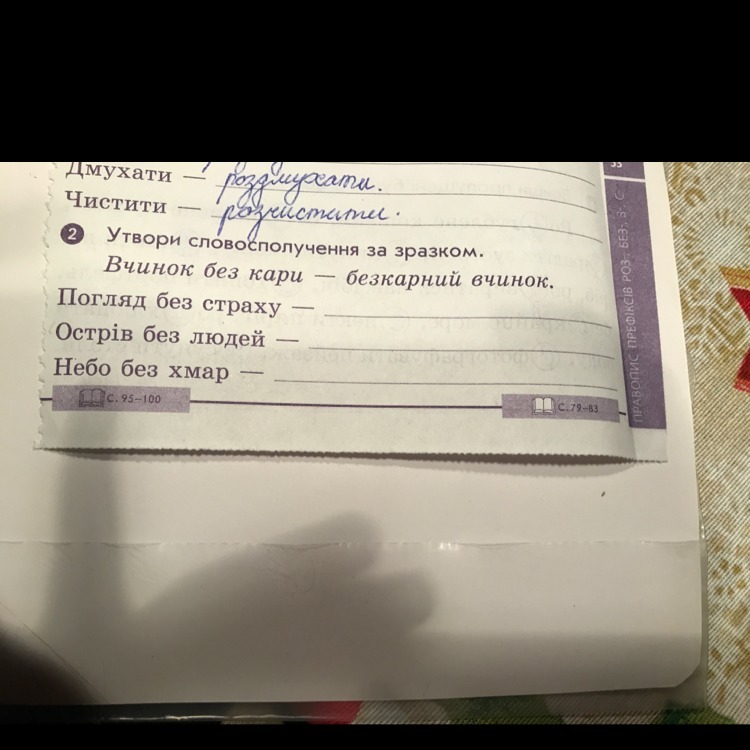 Дмухати — роздмухати.
Чистити — розчистити.
2 Утвори словосполучення за зразком.
Вчинок без кари — безкарний вчинок.
Погляд без страху —
Острів без людей —
Небо без хмар —
С. 95–100
С. 79–83
ПРАВОПИС ПРЕФІКСІВ РОЗ-, БЕЗ-, З-, С-